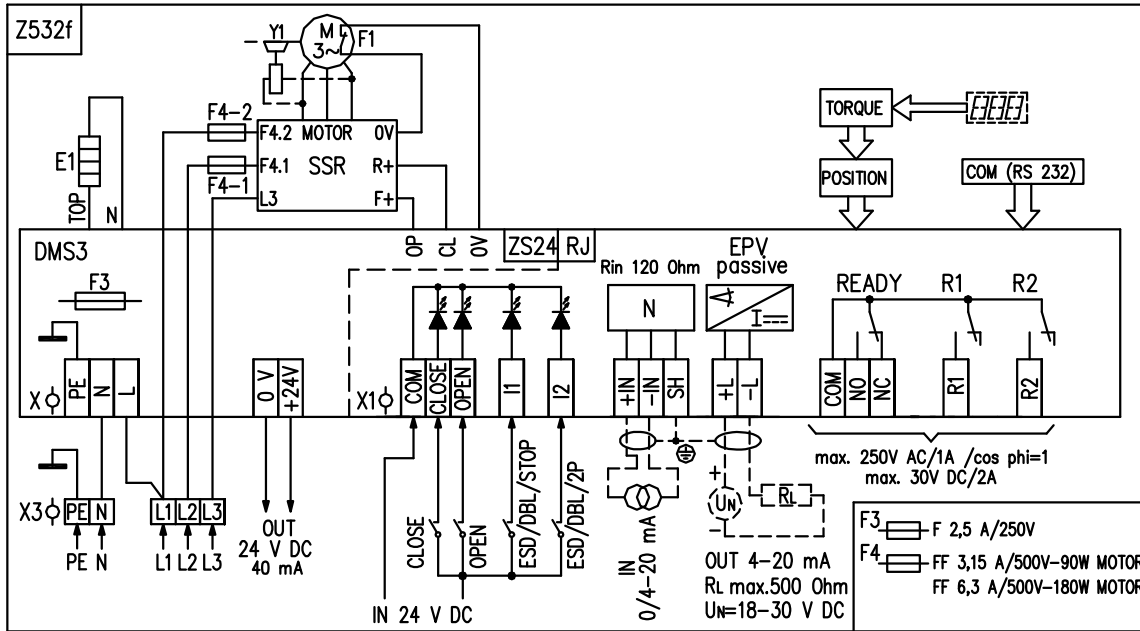 Z532f
Y1
M
3~
F1
F4-2
F4.2 MOTOR 0V
F4.1 SSR R+
F4-1
L3 F+
E1
TOP
N
TORQUE
POSITION
COM (RS 232)
DMS3
F3
OP
CL
0V
ZS24
RJ
Rin 120 Ohm
N
EPV
passive
I
READY R1 R2
X
PE
N
L
0 V
+24V
X1
COM
CLOSE
OPEN
I1
I2
+IN
-IN
SH
+L
-L
COM
NO
NC
R1
R2
max. 250V AC/1A /cos phi=1
max. 30V DC/2A
X3
PE N
L1 L2 L3
PE N
L1 L2 L3
OUT
24 V DC
40 mA
CLOSE
OPEN
ESD/DBL/STOP
ESD/DBL/2P
IN 24 V DC
IN
0/4-20 mA
+
UN
-
RL
OUT 4-20 mA
RL max.500 Ohm
UN=18-30 V DC
F3 F 2,5 A/250V
F4 FF 3,15 A/500V-90W MOTOR
FF 6,3 A/500V-180W MOTOR